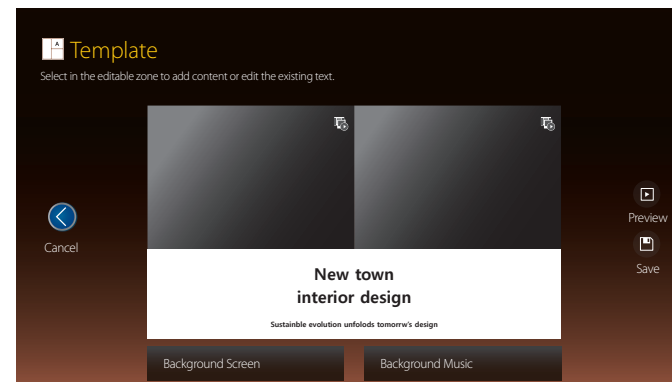 A
Template
Select in the editable zone to add content or edit the existing text.
Preview
Cancel
Save
New town
interior design
Sustainble evolution unfolods tomorrw's design
Background Screen
Background Music